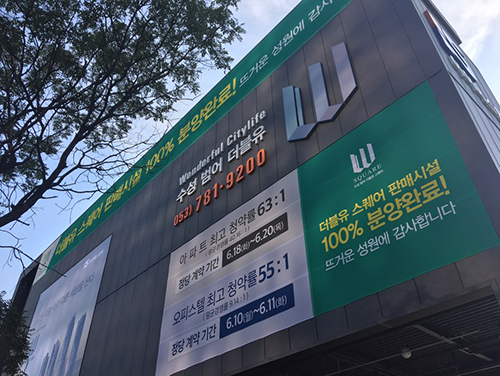 더블유 스퀘어 판매시설 100% 분양완료! 뜨거운 성원에 감사
Wonderful Citylife
수성 범어 더블유
053) 781-9200
아파트 최고 청약률 63:1
정당 계약 기간 6.18(화)~6.20(목)
오피스텔 최고 청약률 55:1
정당 계약 기간 6.10(월)~6.11(화)
W
SQUARE
더블유 스퀘어 판매시설
100% 분양완료!
뜨거운 성원에 감사합니다